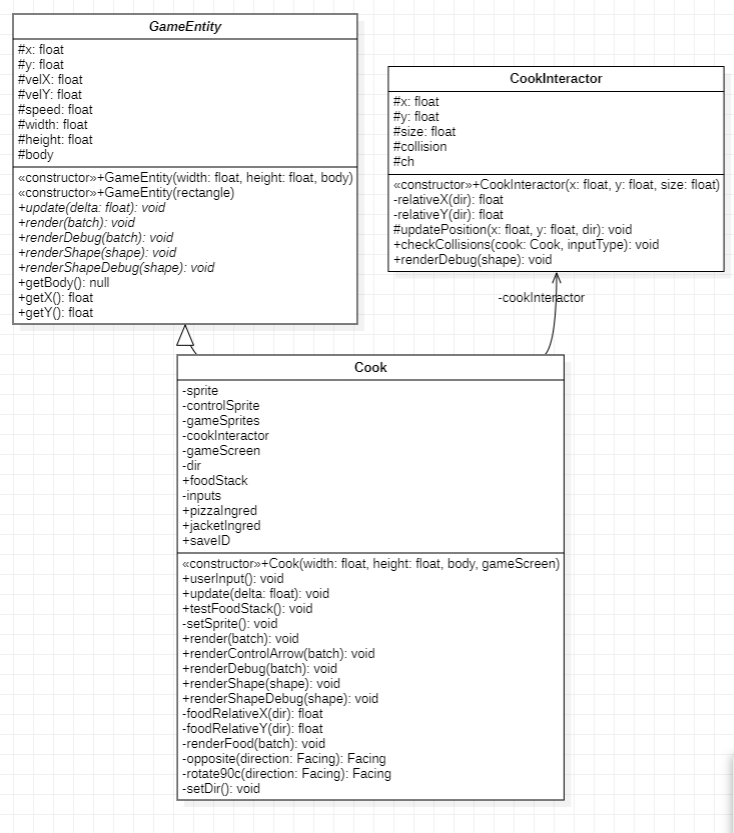 GameEntity
#x: float
#y: float
#velX: float
#velY: float
#speed: float
#width: float
#height: float
#body
«constructor»+GameEntity(width: float, height: float, body)
«constructor»+GameEntity(rectangle)
+update(delta: float): void
+render(batch): void
+renderDebug(batch): void
+renderShape(shape): void
+renderShapeDebug(shape): void
+getBody(): null
+getX(): float
+getY(): float
CookInteractor
#x: float
#y: float
#size: float
#collision
#ch
«constructor»+CookInteractor(x: float, y: float, size: float)
-relativeX(dir): float
-relativeY(dir): float
#updatePosition(x: float, y: float, dir): void
+checkCollisions(cook: Cook, inputType): void
+renderDebug(shape): void
-cookInteractor
Cook
-sprite
-controlSprite
-gameSprites
-cookInteractor
-gameScreen
-dir
+foodStack
-inputs
+pizzaIngred
+jacketIngred
+saveID
«constructor»+Cook(width: float, height: float, body, gameScreen)
+userInput(): void
+update(delta: float): void
+testFoodStack(): void
-setSprite(): void
+render(batch): void
+renderControlArrow(batch): void
+renderDebug(batch): void
+renderShape(shape): void
+renderShapeDebug(shape): void
-foodRelativeX(dir): float
-foodRelativeY(dir): float
-renderFood(batch): void
-opposite(direction: Facing): Facing
-rotate90c(direction: Facing): Facing
-setDir(): void